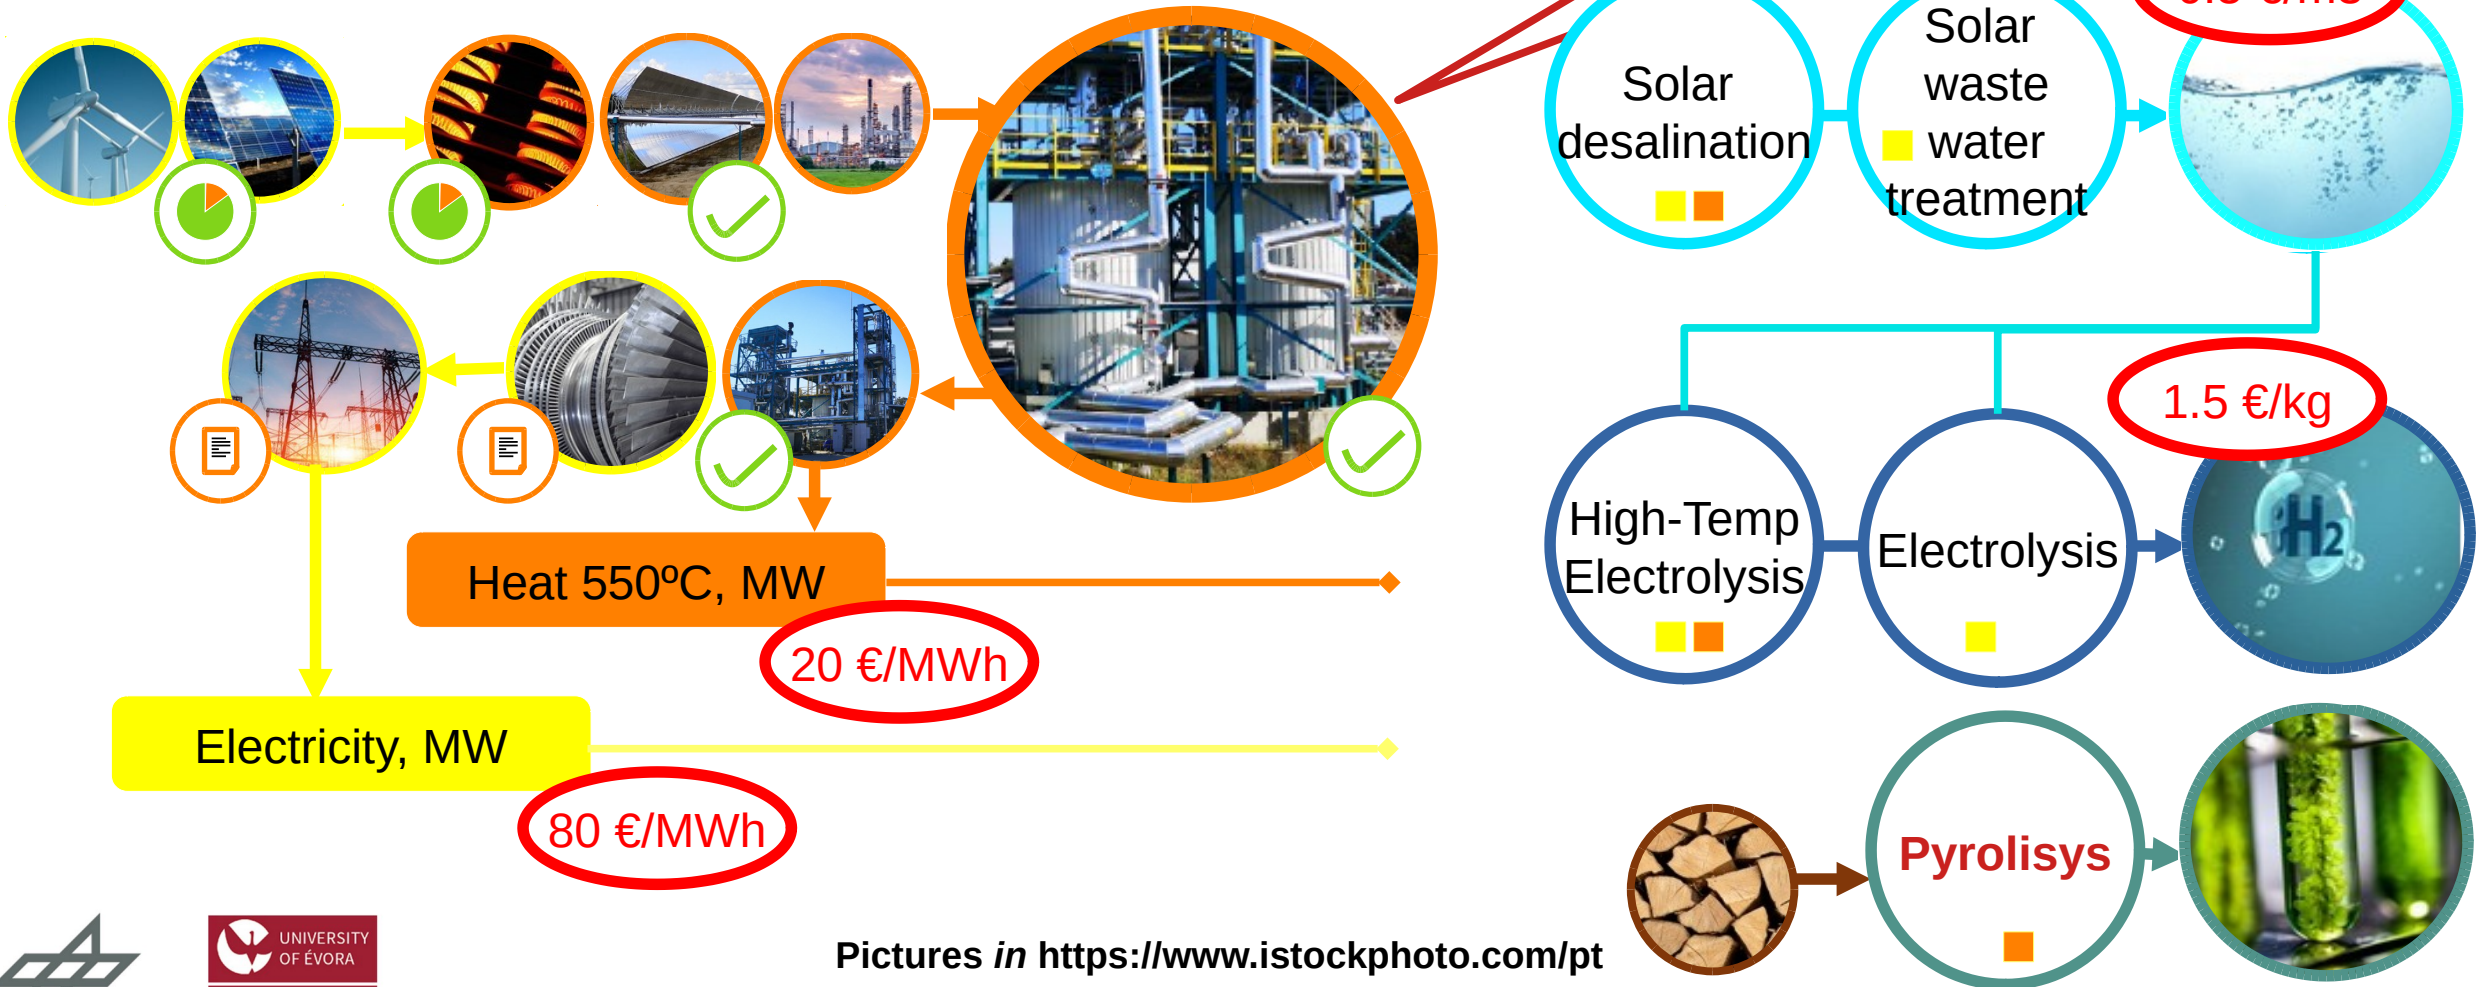 Solar
desalination
Solar
waste
water
treatment
1.5 €/kg
High-Temp
Electrolysis
Electrolysis
H2
Heat 550ºC, MW
20 €/MWh
Electricity, MW
80 €/MWh
Pyrolisys
UNIVERSITY
OF ÉVORA
Pictures in https://www.istockphoto.com/pt